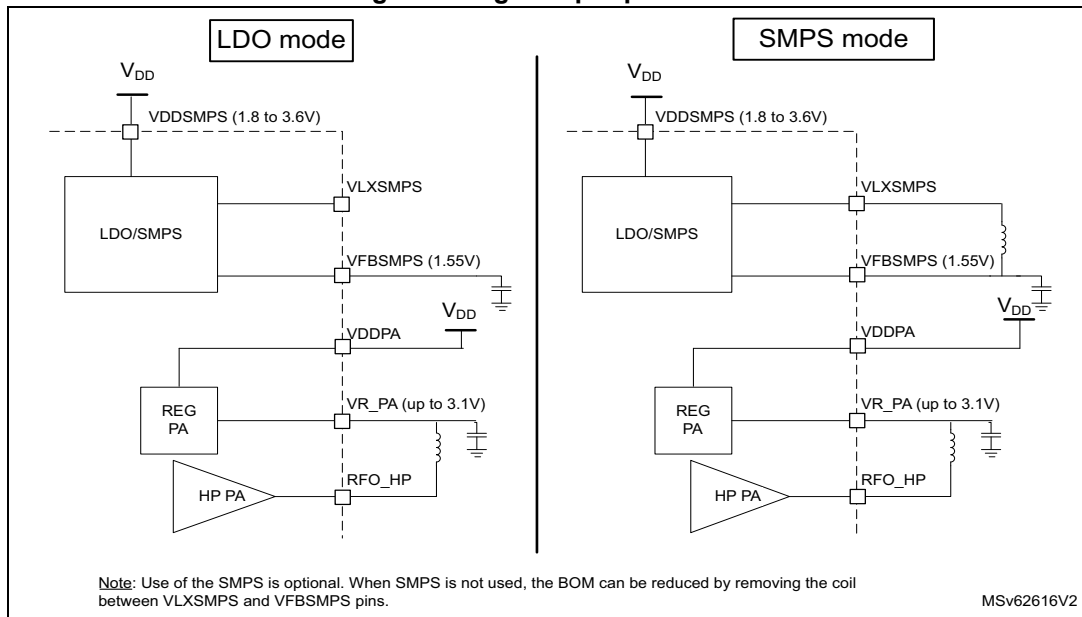 LDO mode
V_DD
VDDSMPS (1.8 to 3.6V)
LDO/SMPS
VLXSMPS
VFBSMPS (1.55V)
V_DD
VDDPA
REG
PA
VR_PA (up to 3.1V)
HP PA
RFO_HP
SMPS mode
V_DD
VDDSMPS (1.8 to 3.6V)
LDO/SMPS
VLXSMPS
VFBSMPS (1.55V)
V_DD
VDDPA
REG
PA
VR_PA (up to 3.1V)
HP PA
RFO_HP
Note: Use of the SMPS is optional. When SMPS is not used, the BOM can be reduced by removing the coil
between VLXSMPS and VFBSMPS pins.
MSv62616V2